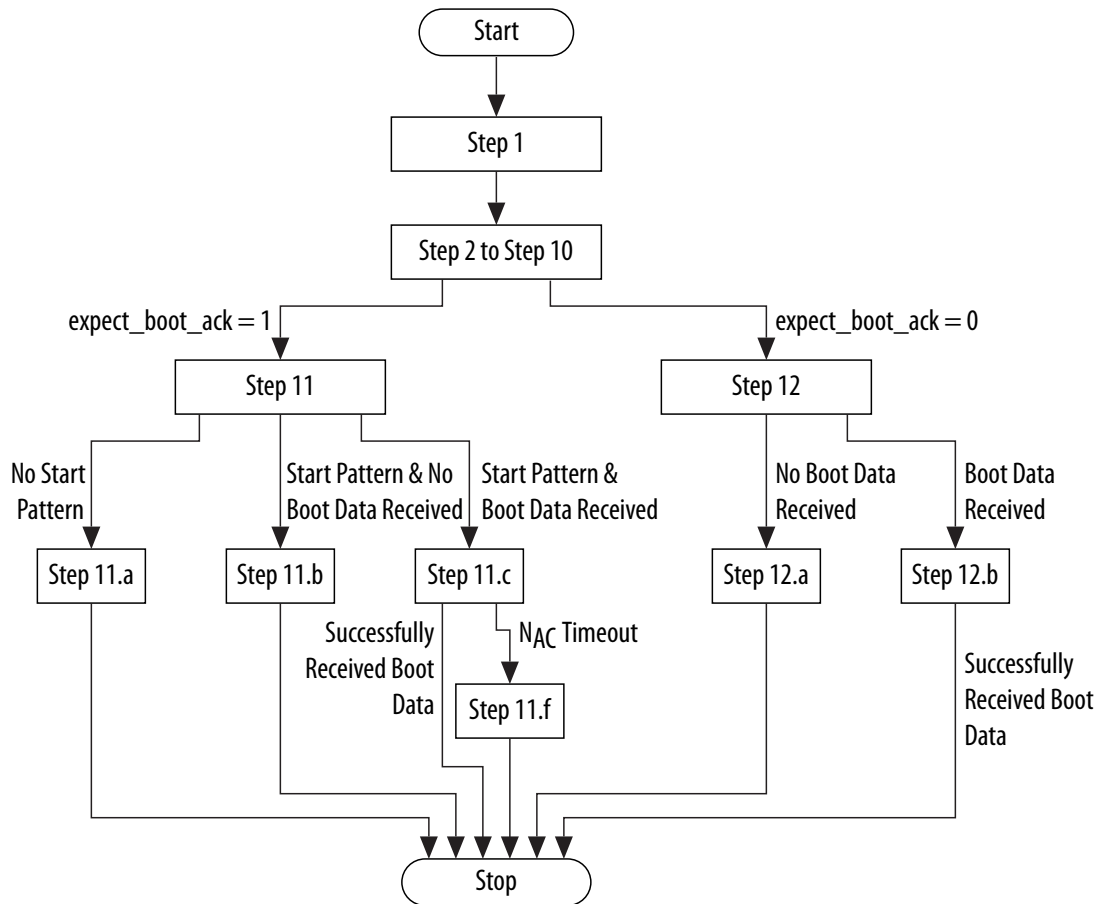 Start
Step 1
Step 2 to Step 10
expect_boot_ack = 1
expect_boot_ack = 0
Step 11
Step 12
No Start
Pattern
Start Pattern & No
Boot Data Received
Start Pattern &
Boot Data Received
No Boot Data
Received
Boot Data
Received
Step 11.a
Step 11.b
Step 11.c
Step 12.a
Step 12.b
Successfully
Received Boot
Data
NAC Timeout
Step 11.f
Successfully
Received Boot
Data
Stop